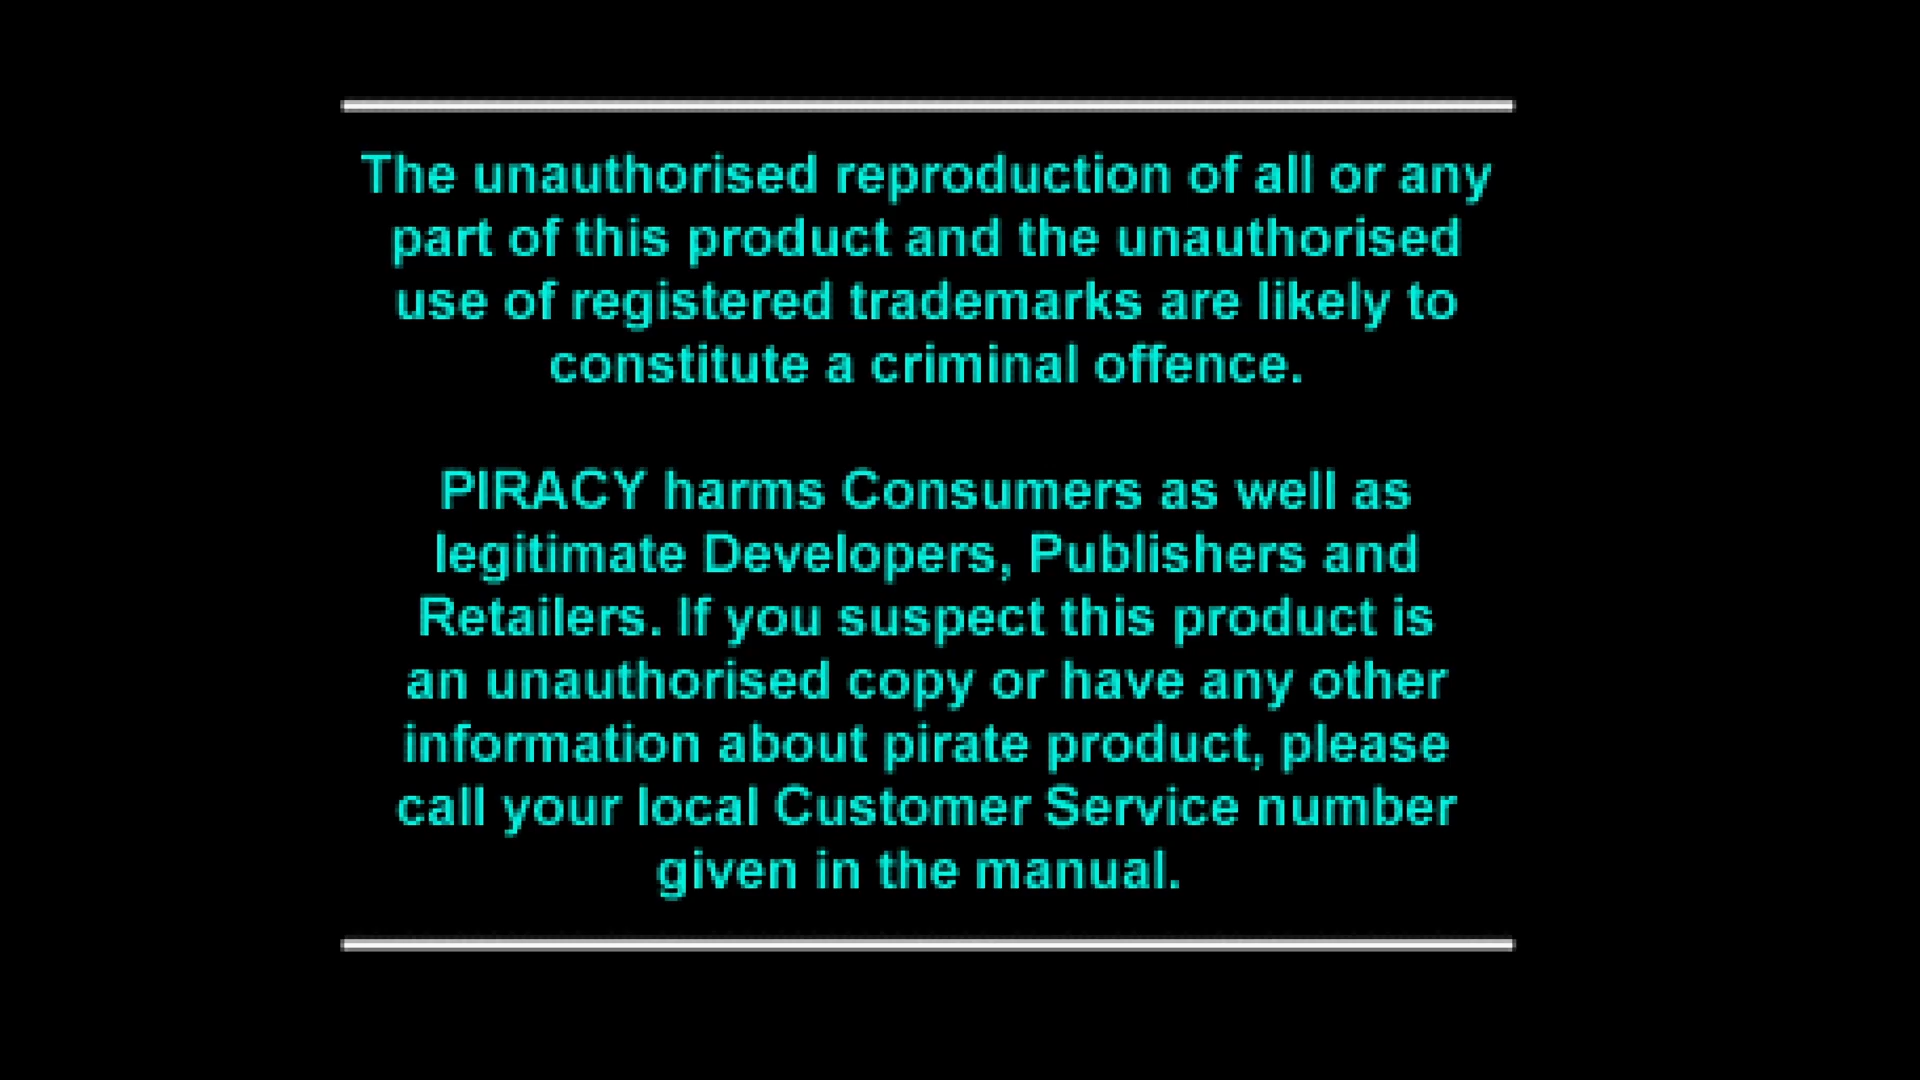 The unauthorised reproduction of all or any
part of this product and the unauthorised
use of registered trademarks are likely to
constitute a criminal offence.
PIRACY harms Consumers as well as
legitimate Developers, Publishers and
Retailers. If you suspect this product is
an unauthorised copy or have any other
information about pirate product, please
call your local Customer Service number
given in the manual.